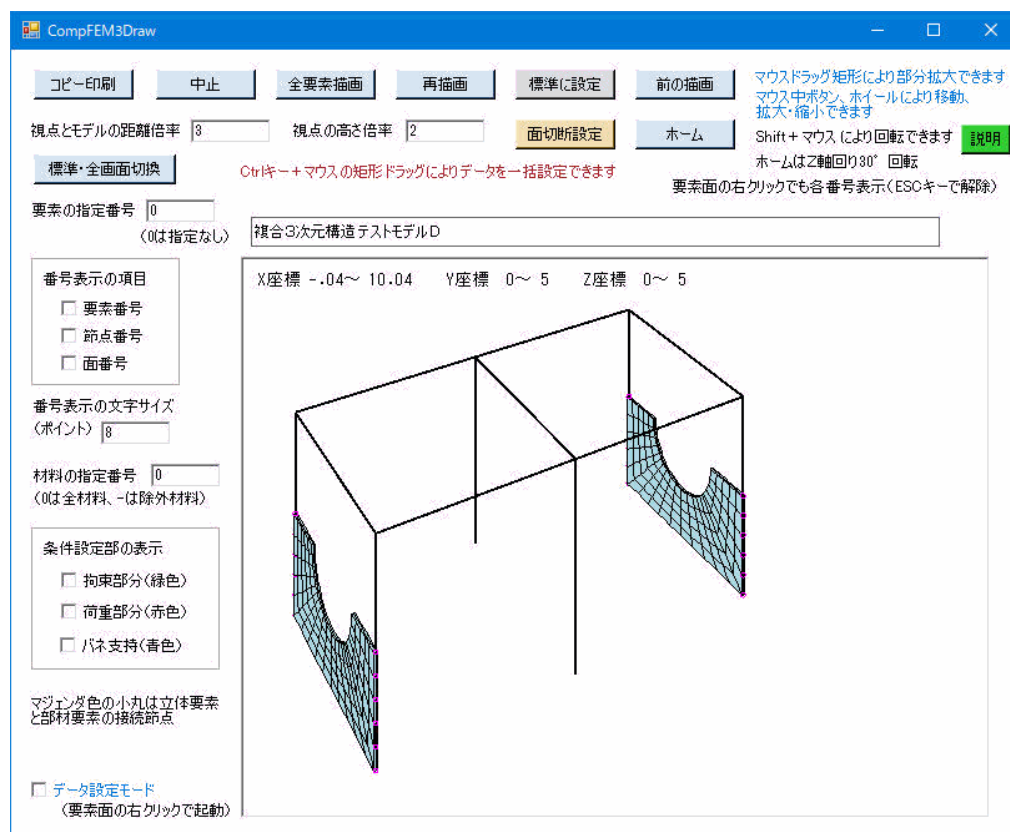 CompFEM3Draw
コピー印刷
中止
全要素描画
再描画
標準に設定
前の描画
マウスドラッグ矩形により部分拡大できます
マウス中ボタン、ホイールにより移動、
拡大・縮小できます
視点とモデルの距離倍率 3
視点の高さ倍率 2
面切断設定
ホーム
Shift+マウスにより回転できます
説明
標準・全画面切換
Ctrlキー+マウスの矩形ドラッグによりデータを一括設定できます
ホームはZ軸回り30° 回転
要素面の右クリックでも各番号表示(ESCキーで解除)
要素の指定番号 0
(0は指定なし)
複合3次元構造テストモデルD
番号表示の項目
要素番号
節点番号
面番号
X座標 -.04～ 10.04 Y座標 0～ 5 Z座標 0～ 5
番号表示の文字サイズ
(ポイント) 8
材料の指定番号 0
(0は全材料、-は除外材料)
条件設定部の表示
拘束部分(緑色)
荷重部分(赤色)
バネ支持(青色)
マジェンダ色の小丸は立体要素
と部材要素の接続節点
データ設定モード
(要素面の右クリックで起動)